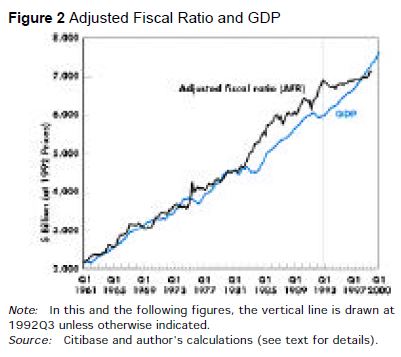 Figure 2 Adjusted Fiscal Ratio and GDP
$ Billion (at 1992 Prices)
8.000
7.000
6.000
5.000
4.000
3.000
2.000
Adjusted fiscal ratio (AFR)
GDP
Q1 Q1 Q1 Q1 Q1 Q1 Q1 Q1 Q1 Q1 Q1
1961 1965 1969 1973 1977 1981 1985 1989 1993 1997 2000
Note: In this and the following figures, the vertical line is drawn at
1992Q3 unless otherwise indicated.
Source: Citibase and author's calculations (see text for details).